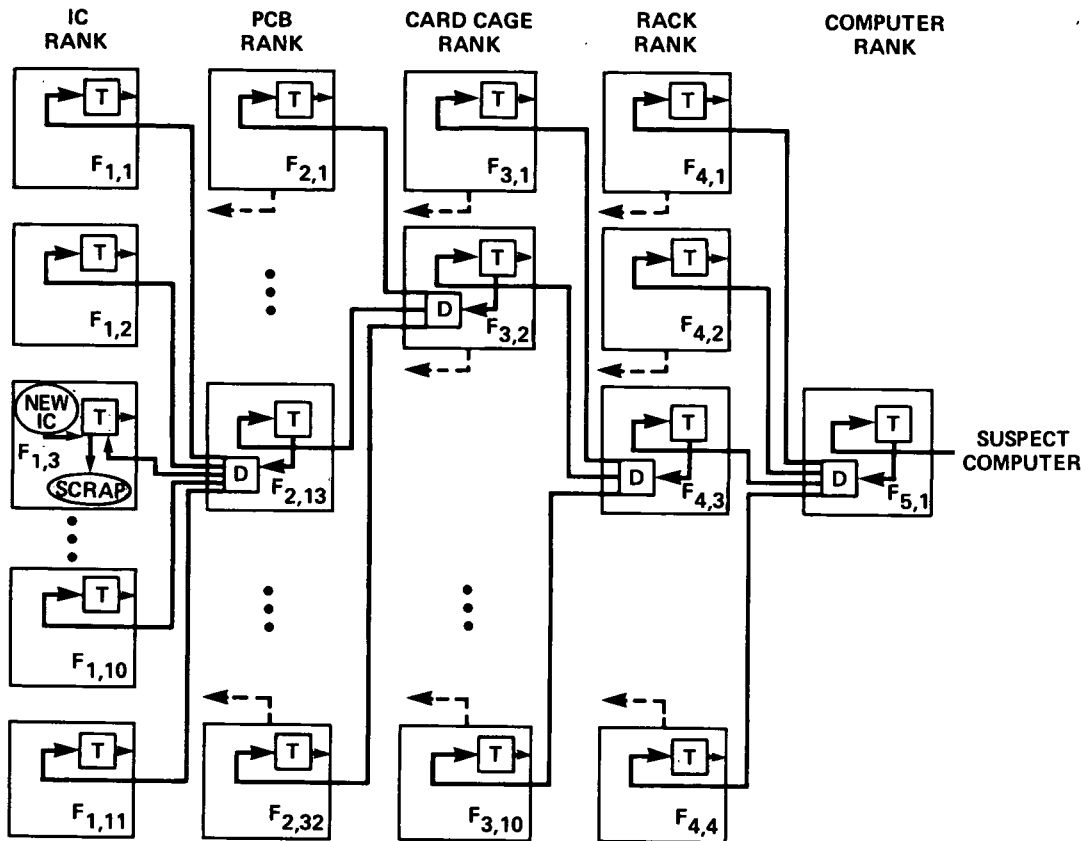 IC
RANK
PCB
RANK
CARD CAGE
RANK
RACK
RANK
COMPUTER
RANK
T
F1,1
T
F2,1
T
F3,1
T
F4,1
T
F1,2
T
D
F3,2
T
F4,2
NEW
IC
T
F1,3
SCRAP
T
D
F2,13
T
D
F4,3
T
D
F5,1
SUSPECT
COMPUTER
T
F1,10
T
F1,11
T
F2,32
T
F3,10
T
F4,4